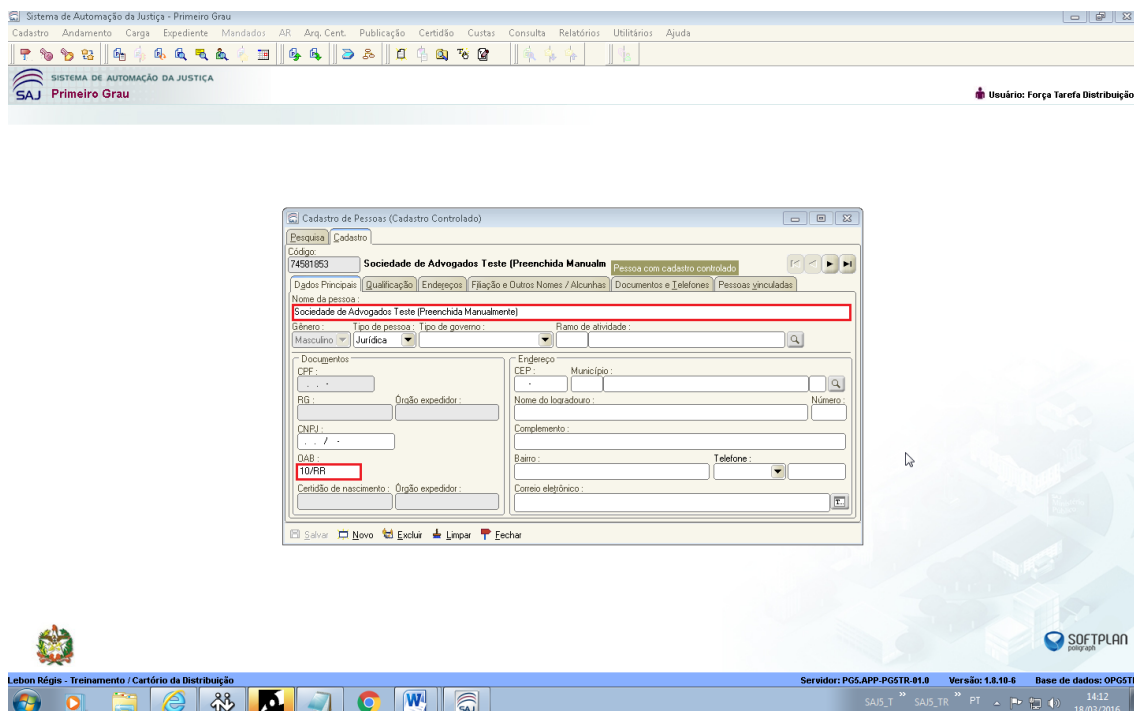 Sistema de Automação da Justiça - Primeiro Grau
Cadastro Andamento Carga Expediente Mandados AR Arq. Cent. Publicação Certidão Custas Consulta Relatórios Utilitários Ajuda
SISTEMA DE AUTOMAÇÃO DA JUSTIÇA
SAJ Primeiro Grau
Usuário: Força Tarefa Distribuição
Cadastro de Pessoas (Cadastro Controlado)
Pesquisa Cadastro
Código:
74581853 Sociedade de Advogados Teste (Preenchida Manualm Pessoa com cadastro controlado
Dados Principais Qualificação Endereços Filiação e Outros Nomes / Alcunhas Documentos e Telefones Pessoas vinculadas
Nome da pessoa :
Sociedade de Advogados Teste (Preenchida Manualmente)
Gênero : Tipo de pessoa : Tipo de governo : Ramo de atividade :
Masculino Jurídica
Documentos Endereço
CPF : CEP : Município :
. . - -
RG : Órgão expedidor : Nome do logradouro : Número :
CNPJ : Complemento :
. . / -
OAB : Bairro : Telefone :
10/RR
Certidão de nascimento : Órgão expedidor : Correio eletrônico :
Salvar Novo Excluir Limpar Fechar
SOFTPLAN
poligraph
Lebon Régis - Treinamento / Cartório da Distribuição Servidor: PG5.APP-PG5TR-01.0 Versão: 1.8.10-6 Base de dados: OPG5T
SAJ5_T » SAJ5_TR » PT 14:12
18/03/2016